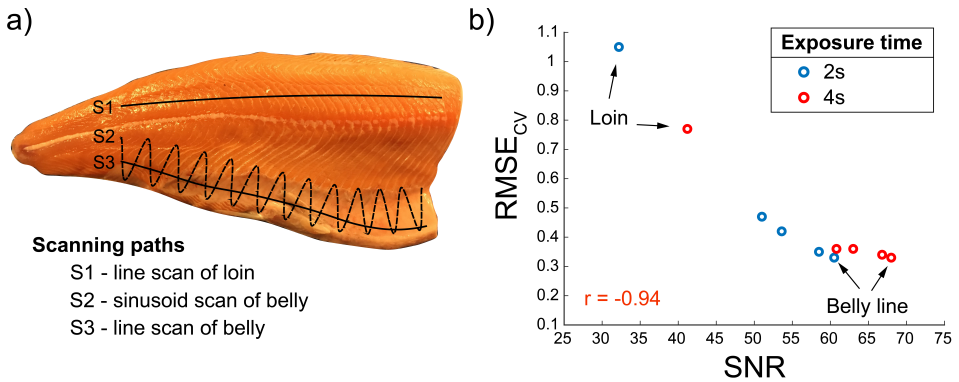 a)
S1
S2
S3
Scanning paths
S1 - line scan of loin
S2 - sinusoid scan of belly
S3 - line scan of belly
b)
RMSE_CV
1.1
1
0.9
0.8
0.7
0.6
0.5
0.4
0.3
0.2
0.1
25 30 35 40 45 50 55 60 65 70 75
SNR
Exposure time
2s
4s
Loin
Belly line
r = -0.94